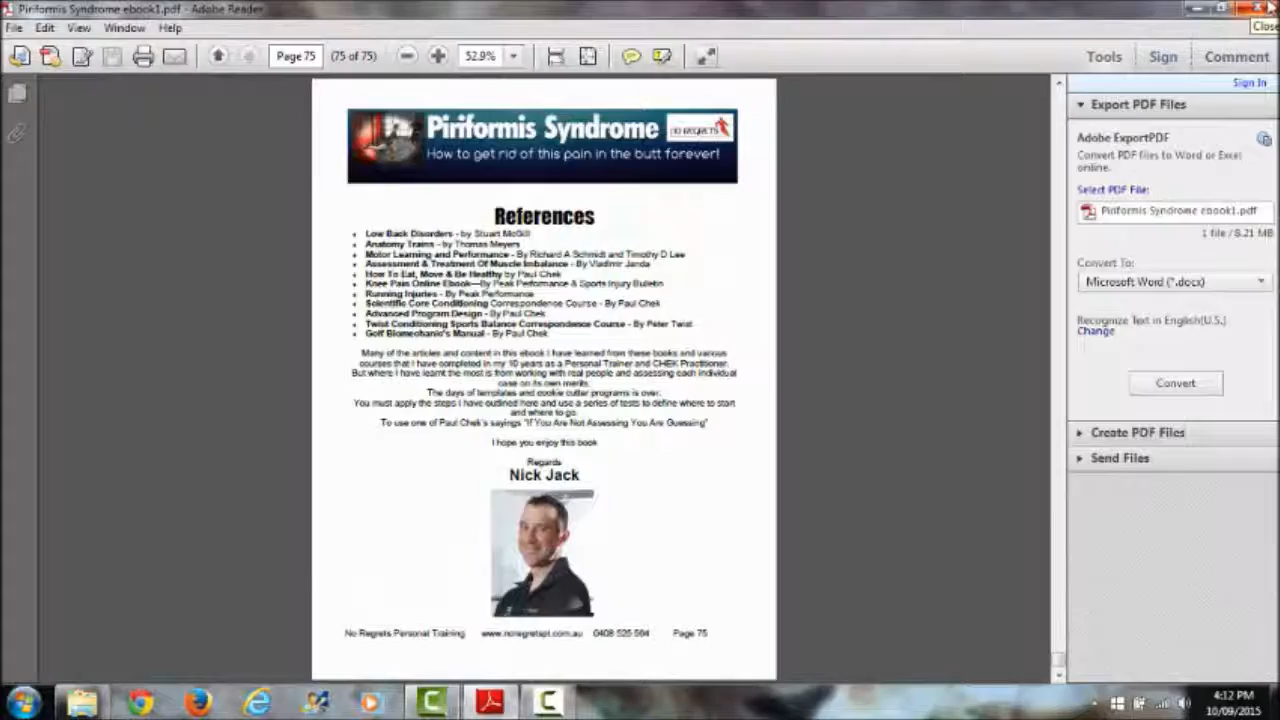 Piriformis Syndrome ebook1.pdf - Adobe Reader
File Edit View Window Help
Close
Page 75 (75 of 75) 52.9% Tools Sign Comment
Sign In
Export PDF Files
Adobe ExportPDF
Convert PDF files to Word or Excel
online.
Select PDF File:
Piriformis Syndrome ebook1.pdf
1 file / 8.21 MB
Convert To:
Microsoft Word (*.docx)
Recognize Text in English(U.S.)
Change
Convert
Create PDF Files
Send Files
Piriformis Syndrome NO REGRETS
How to get rid of this pain in the butt forever!
References
Low Back Disorders - by Stuart McGill
Anatomy Trains - by Thomas Meyers
Motor Learning and Performance - By Richard A Schmidt and Timothy D Lee
Assessment & Treatment Of Muscle Imbalance - By Vladimir Janda
How To Eat, Move & Be Healthy by Paul Chek
Knee Pain Online Ebook—By Peak Performance & Sports Injury Bulletin
Running Injuries - By Peak Performance
Scientific Core Conditioning Correspondence Course - By Paul Chek
Advanced Program Design - By Paul Chek
Twist Conditioning Sports Balance Correspondence Course - By Peter Twist
Golf Biomechanic's Manual - By Paul Chek
Many of the articles and content in this ebook I have learned from these books and various
courses that I have completed in my 10 years as a Personal Trainer and CHEK Practitioner.
But where I have learnt the most is from working with real people and assessing each individual
case on its own merits.
The days of templates and cookie cutter programs is over.
You must apply the steps I have outlined here and use a series of tests to define where to start
and where to go.
To use one of Paul Chek's sayings "If You Are Not Assessing You Are Guessing"
I hope you enjoy this book
Regards
Nick Jack
No Regrets Personal Training www.noregretspt.com.au 0408 525 504 Page 75
4:12 PM
10/09/2015